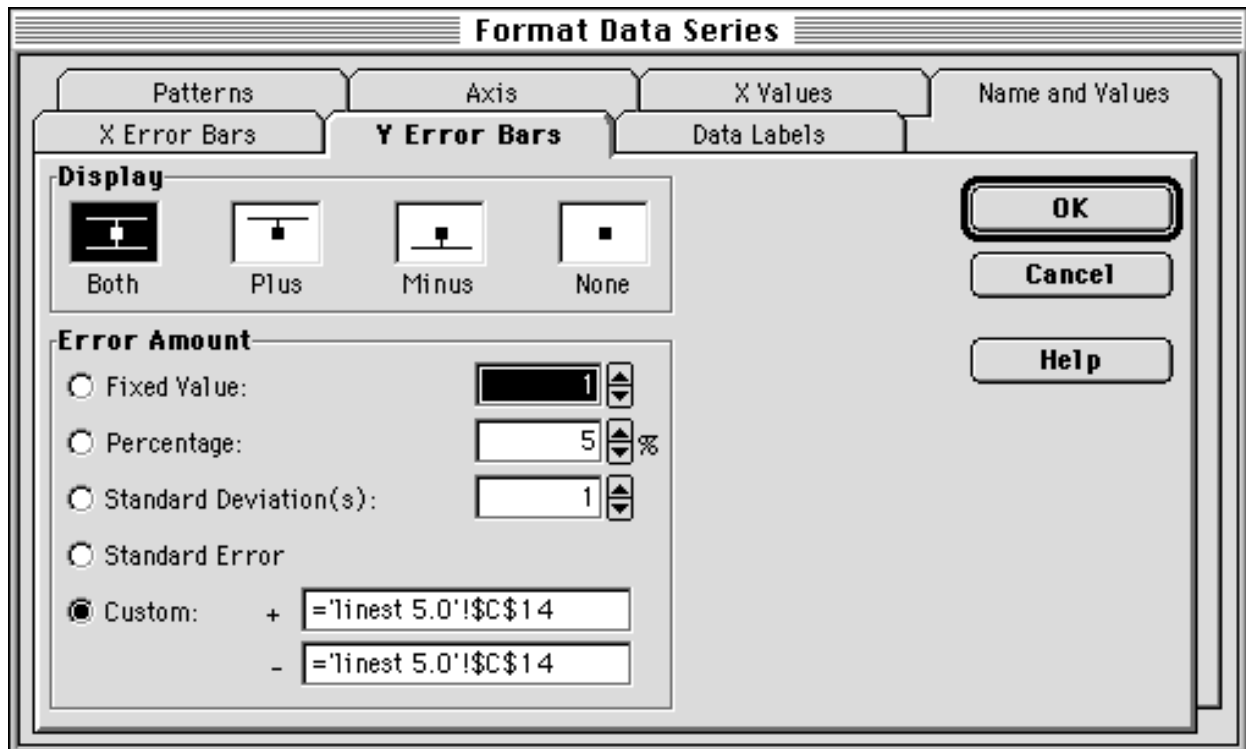 Format Data Series
Patterns Axis X Values Name and Values
X Error Bars Y Error Bars Data Labels
Display
Both Plus Minus None
OK
Cancel
Help
Error Amount
Fixed Value: 1
Percentage: 5 %
Standard Deviation(s): 1
Standard Error
Custom: + ='linest 5.0'!$C$14
- ='linest 5.0'!$C$14